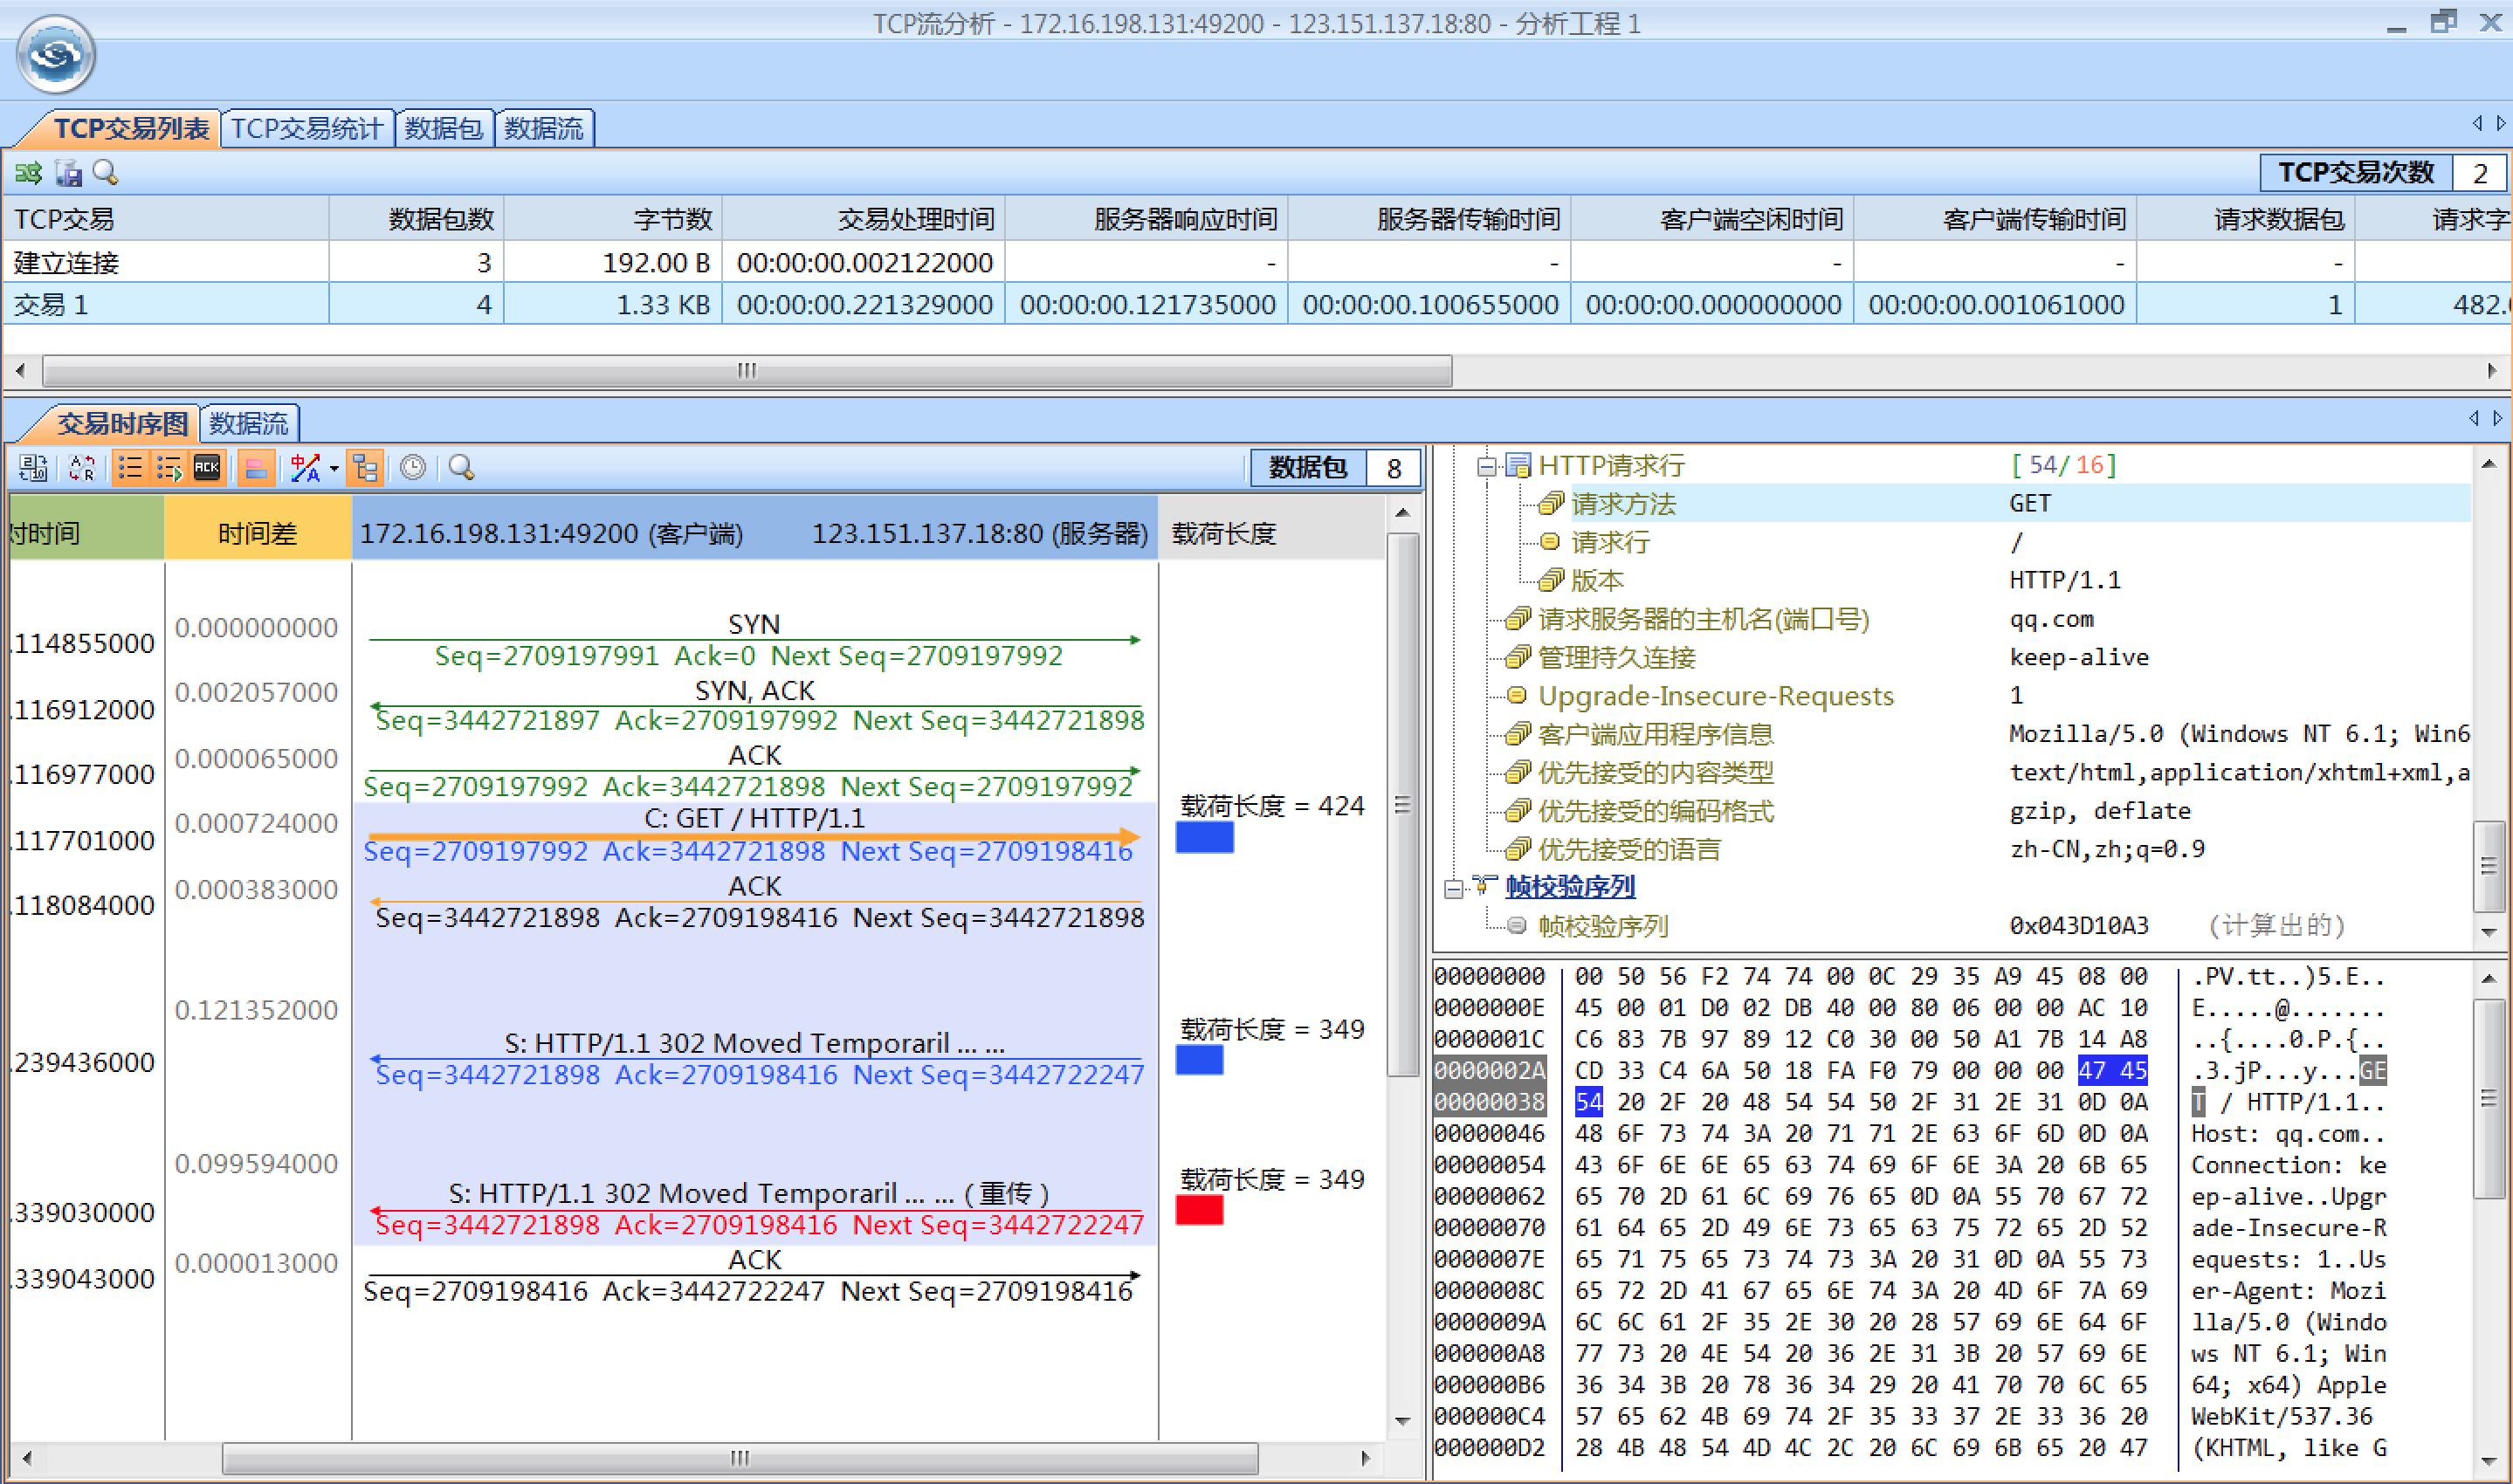 TCP流分析 - 172.16.198.131:49200 - 123.151.137.18:80 - 分析工程 1
TCP交易列表 TCP交易统计 数据包 数据流
TCP交易次数 2
TCP交易 数据包数 字节数 交易处理时间 服务器响应时间 服务器传输时间 客户端空闲时间 客户端传输时间 请求数据包 请求字
建立连接 3 192.00 B 00:00:00.002122000 - - - - -
交易 1 4 1.33 KB 00:00:00.221329000 00:00:00.121735000 00:00:00.100655000 00:00:00.000000000 00:00:00.001061000 1 482.
交易时序图 数据流
数据包 8
对时间 时间差 172.16.198.131:49200 (客户端) 123.151.137.18:80 (服务器) 载荷长度
SYN
.114855000 0.000000000
Seq=2709197991 Ack=0 Next Seq=2709197992
SYN, ACK
.116912000 0.002057000
Seq=3442721897 Ack=2709197992 Next Seq=3442721898
ACK
.116977000 0.000065000
Seq=2709197992 Ack=3442721898 Next Seq=2709197992
C: GET / HTTP/1.1 载荷长度 = 424
.117701000 0.000724000
Seq=2709197992 Ack=3442721898 Next Seq=2709198416
ACK
.118084000 0.000383000
Seq=3442721898 Ack=2709198416 Next Seq=3442721898
0.121352000
S: HTTP/1.1 302 Moved Temporaril ... ... 载荷长度 = 349
.239436000
Seq=3442721898 Ack=2709198416 Next Seq=3442722247
0.099594000
S: HTTP/1.1 302 Moved Temporaril ... ... ( 重传 ) 载荷长度 = 349
.339030000
Seq=3442721898 Ack=2709198416 Next Seq=3442722247
ACK
.339043000 0.000013000
Seq=2709198416 Ack=3442722247 Next Seq=2709198416
HTTP请求行 [ 54/ 16]
请求方法 GET
请求行 /
版本 HTTP/1.1
请求服务器的主机名(端口号) qq.com
管理持久连接 keep-alive
Upgrade-Insecure-Requests 1
客户端应用程序信息 Mozilla/5.0 (Windows NT 6.1; Win6
优先接受的内容类型 text/html,application/xhtml+xml,a
优先接受的编码格式 gzip, deflate
优先接受的语言 zh-CN,zh;q=0.9
帧校验序列
帧校验序列 0x043D10A3 (计算出的)
00000000 00 50 56 F2 74 74 00 0C 29 35 A9 45 08 00 .PV.tt..)5.E..
0000000E 45 00 01 D0 02 DB 40 00 80 06 00 00 AC 10 E.....@.......
0000001C C6 83 7B 97 89 12 C0 30 00 50 A1 7B 14 A8 ..{....0.P.{..
0000002A CD 33 C4 6A 50 18 FA F0 79 00 00 00 47 45 .3.jP...y...GE
00000038 54 20 2F 20 48 54 54 50 2F 31 2E 31 0D 0A T / HTTP/1.1..
00000046 48 6F 73 74 3A 20 71 71 2E 63 6F 6D 0D 0A Host: qq.com..
00000054 43 6F 6E 6E 65 63 74 69 6F 6E 3A 20 6B 65 Connection: ke
00000062 65 70 2D 61 6C 69 76 65 0D 0A 55 70 67 72 ep-alive..Upgr
00000070 61 64 65 2D 49 6E 73 65 63 75 72 65 2D 52 ade-Insecure-R
0000007E 65 71 75 65 73 74 73 3A 20 31 0D 0A 55 73 equests: 1..Us
0000008C 65 72 2D 41 67 65 6E 74 3A 20 4D 6F 7A 69 er-Agent: Mozi
0000009A 6C 6C 61 2F 35 2E 30 20 28 57 69 6E 64 6F lla/5.0 (Windo
000000A8 77 73 20 4E 54 20 36 2E 31 3B 20 57 69 6E ws NT 6.1; Win
000000B6 36 34 3B 20 78 36 34 29 20 41 70 70 6C 65 64; x64) Apple
000000C4 57 65 62 4B 69 74 2F 35 33 37 2E 33 36 20 WebKit/537.36
000000D2 28 4B 48 54 4D 4C 2C 20 6C 69 6B 65 20 47 (KHTML, like G